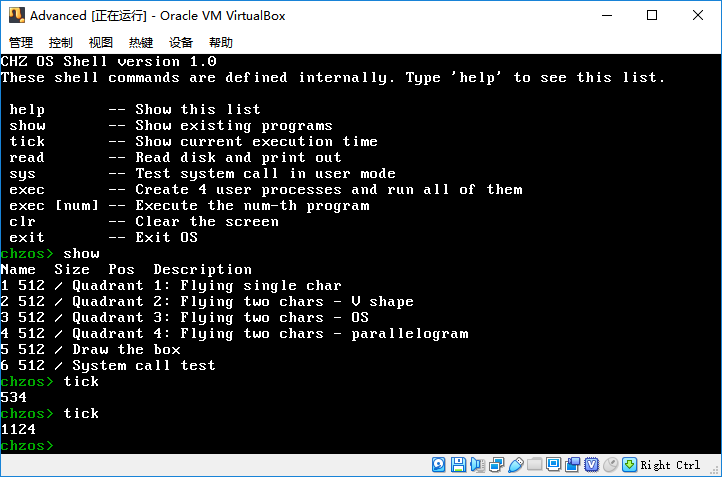 Advanced [正在运行] - Oracle VM VirtualBox
管理 控制 视图 热键 设备 帮助
CHZ OS Shell version 1.0
These shell commands are defined internally. Type 'help' to see this list.
help -- Show this list
show -- Show existing programs
tick -- Show current execution time
read -- Read disk and print out
sys -- Test system call in user mode
exec -- Create 4 user processes and run all of them
exec [num] -- Execute the num-th program
clr -- Clear the screen
exit -- Exit OS
chzos> show
Name Size Pos Description
1 512 / Quadrant 1: Flying single char
2 512 / Quadrant 2: Flying two chars - V shape
3 512 / Quadrant 3: Flying two chars - OS
4 512 / Quadrant 4: Flying two chars - parallelogram
5 512 / Draw the box
6 512 / System call test
chzos> tick
534
chzos> tick
1124
chzos>
Right Ctrl